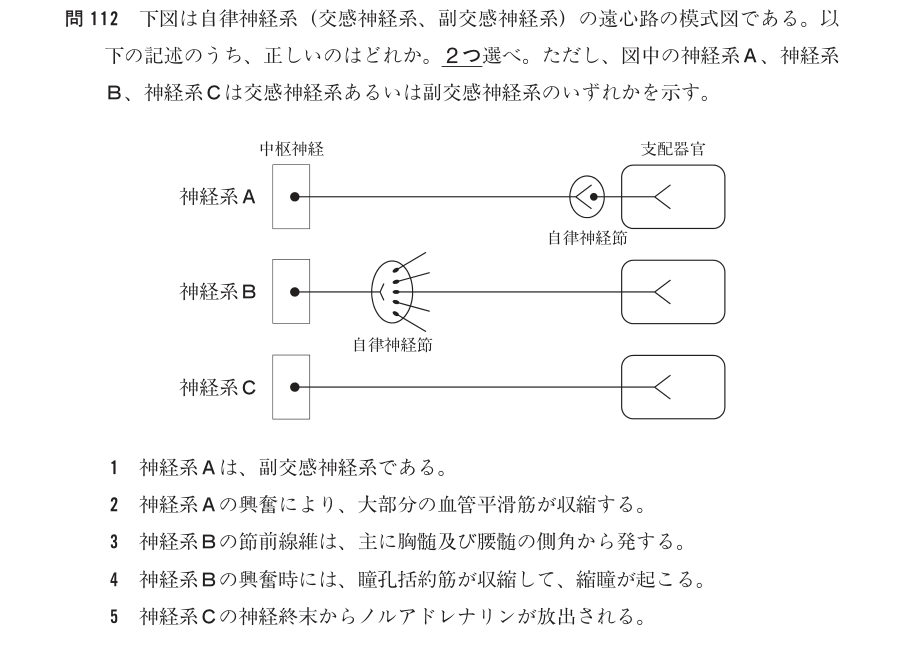 問112 下図は自律神経系（交感神経系、副交感神経系）の遠心路の模式図である。以
下の記述のうち、正しいのはどれか。２つ選べ。ただし、図中の神経系Ａ、神経系
Ｂ、神経系Ｃは交感神経系あるいは副交感神経系のいずれかを示す。
中枢神経 支配器官
神経系Ａ
自律神経節
神経系Ｂ
自律神経節
神経系Ｃ
1 神経系Ａは、副交感神経系である。
2 神経系Ａの興奮により、大部分の血管平滑筋が収縮する。
3 神経系Ｂの節前線維は、主に胸髄及び腰髄の側角から発する。
4 神経系Ｂの興奮時には、瞳孔括約筋が収縮して、縮瞳が起こる。
5 神経系Ｃの神経終末からノルアドレナリンが放出される。